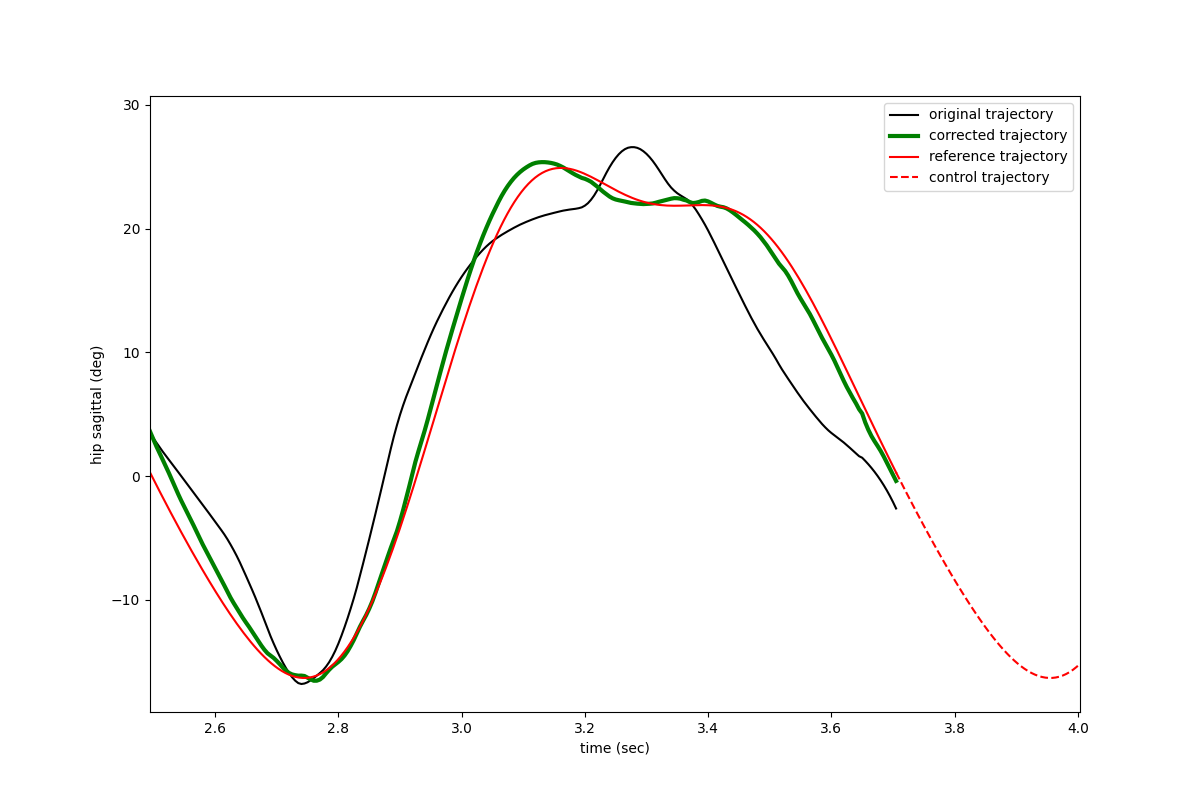 original trajectory
corrected trajectory
reference trajectory
control trajectory
30
20
10
0
−10
hip sagittal (deg)
2.6 2.8 3.0 3.2 3.4 3.6 3.8 4.0
time (sec)